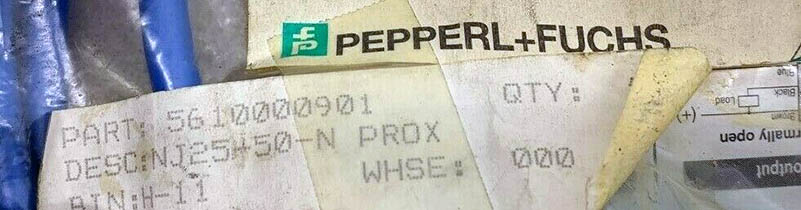 PEPPERL+FUCHS
PART: 5610000901 QTY:
DESC:NJ25+50-N PROX
WHSE: 000
BIN:H-11
Blue
Black
Load
Brown
(+)
rmally open
output